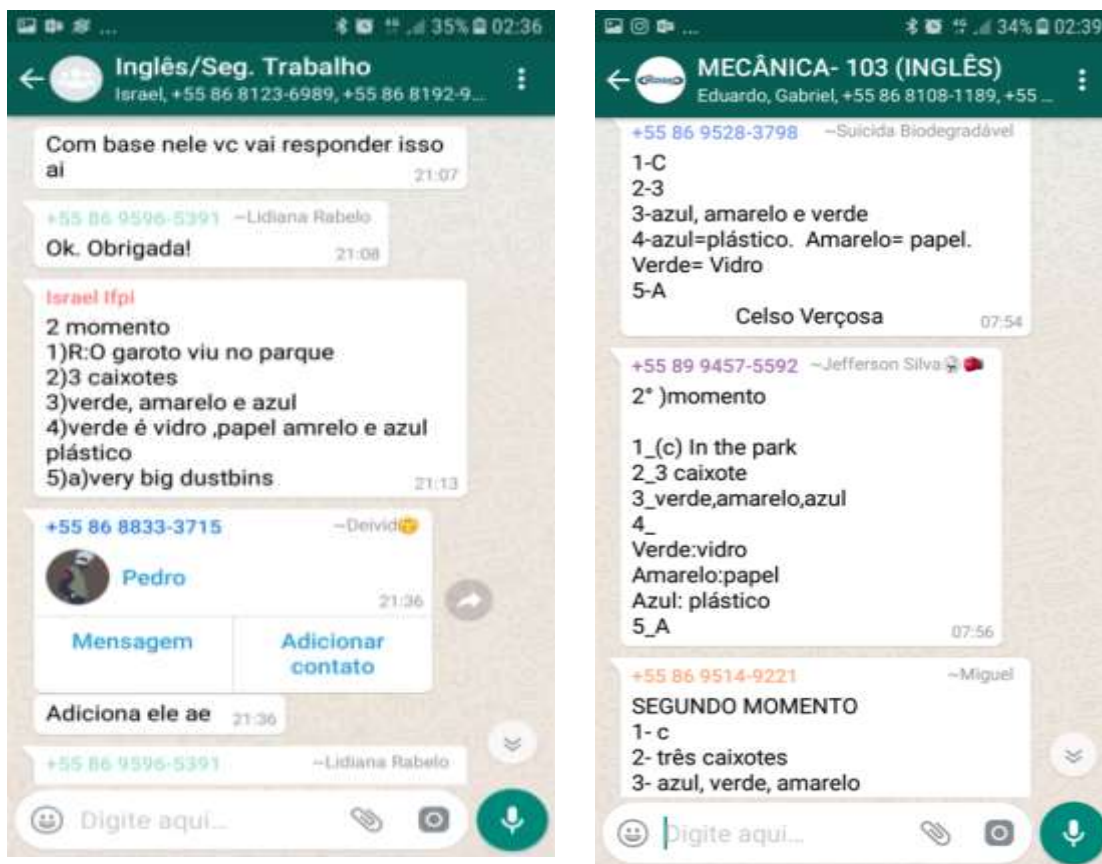 35% 02:36
Inglês/Seg. Trabalho
Israel, +55 86 8123-6989, +55 86 8192-9...
Com base nele vc vai responder isso
ai
21:07
+55 86 9596-5391 ~Lidiana Rabelo
Ok. Obrigada!
21:08
Israel Ifpi
2 momento
1)R:O garoto viu no parque
2)3 caixotes
3)verde, amarelo e azul
4)verde é vidro ,papel amrelo e azul
plástico
5)a)very big dustbins
21:13
+55 86 8833-3715 ~Deivid
Pedro
21:36
Mensagem
Adicionar
contato
Adiciona ele ae 21:36
+55 86 9596-5391 ~Lidiana Rabelo
Digite aqui...
34% 02:39
MECÂNICA- 103 (INGLÊS)
Eduardo, Gabriel, +55 86 8108-1189, +55 ...
+55 86 9528-3798 ~Suicida Biodegradável
1-C
2-3
3-azul, amarelo e verde
4-azul=plástico. Amarelo= papel.
Verde= Vidro
5-A
Celso Verçosa
07:54
+55 89 9457-5592 ~Jefferson Silva
2° )momento
1_(c) In the park
2_3 caixote
3_verde,amarelo,azul
4_
Verde:vidro
Amarelo:papel
Azul: plástico
5_A
07:56
+55 86 9514-9221 ~Miguel
SEGUNDO MOMENTO
1- c
2- três caixotes
3- azul, verde, amarelo
Digite aqui...